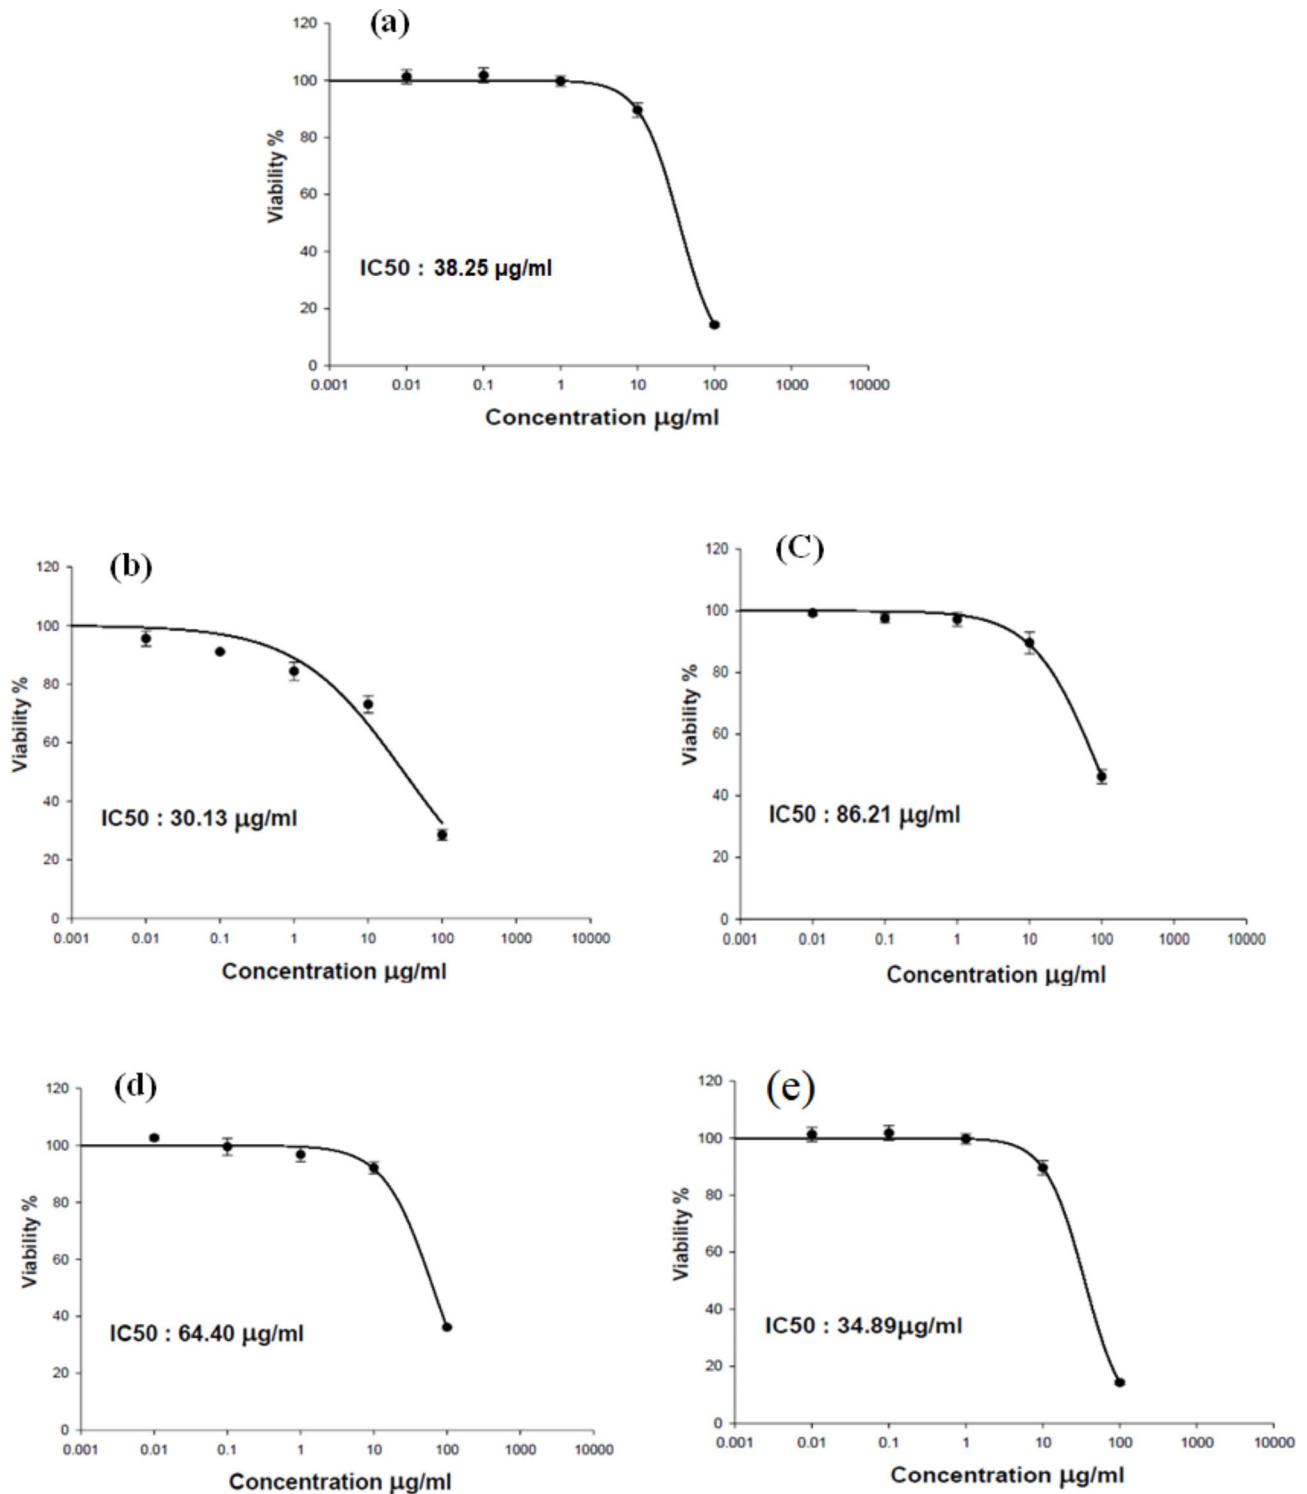 (a)
120
100
80
60
40
20
0
Viability %
IC50 : 38.25 µg/ml
0.001 0.01 0.1 1 10 100 1000 10000
Concentration µg/ml
(b)
120
100
80
60
40
20
0
Viability %
IC50 : 30.13 µg/ml
0.001 0.01 0.1 1 10 100 1000 10000
Concentration µg/ml
(C)
120
100
80
60
40
20
0
Viability %
IC50 : 86.21 µg/ml
0.001 0.01 0.1 1 10 100 1000 10000
Concentration µg/ml
(d)
120
100
80
60
40
20
0
Viability %
IC50 : 64.40 µg/ml
0.001 0.01 0.1 1 10 100 1000 10000
Concentration µg/ml
(e)
120
100
80
60
40
20
0
Viability %
IC50 : 34.89µg/ml
0.001 0.01 0.1 1 10 100 1000 10000
Concentration µg/ml